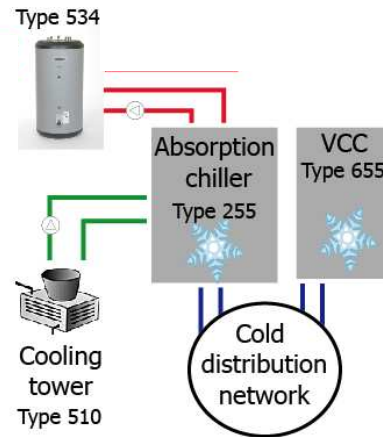 Type 534
Absorption
chiller
Type 255
VCC
Type 655
Cooling
tower
Type 510
Cold
distribution
network